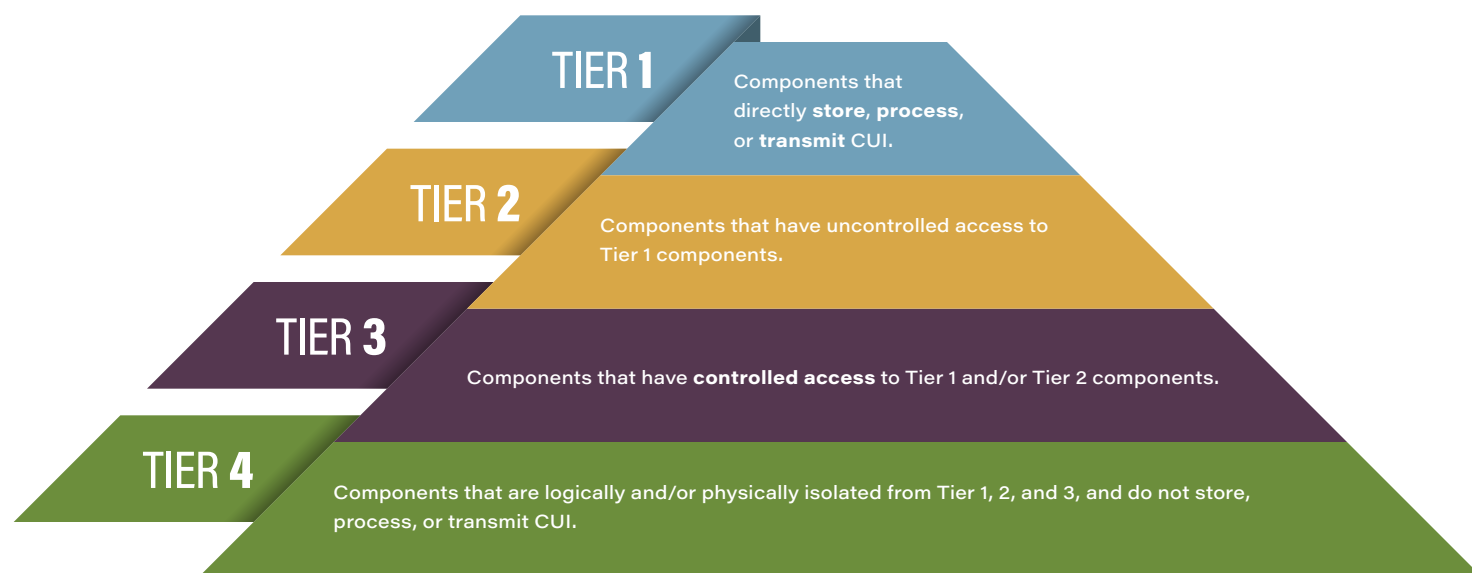 TIER 1
Components that
directly store, process,
or transmit CUI.
TIER 2
Components that have uncontrolled access to
Tier 1 components.
TIER 3
Components that have controlled access to Tier 1 and/or Tier 2 components.
TIER 4
Components that are logically and/or physically isolated from Tier 1, 2, and 3, and do not store,
process, or transmit CUI.